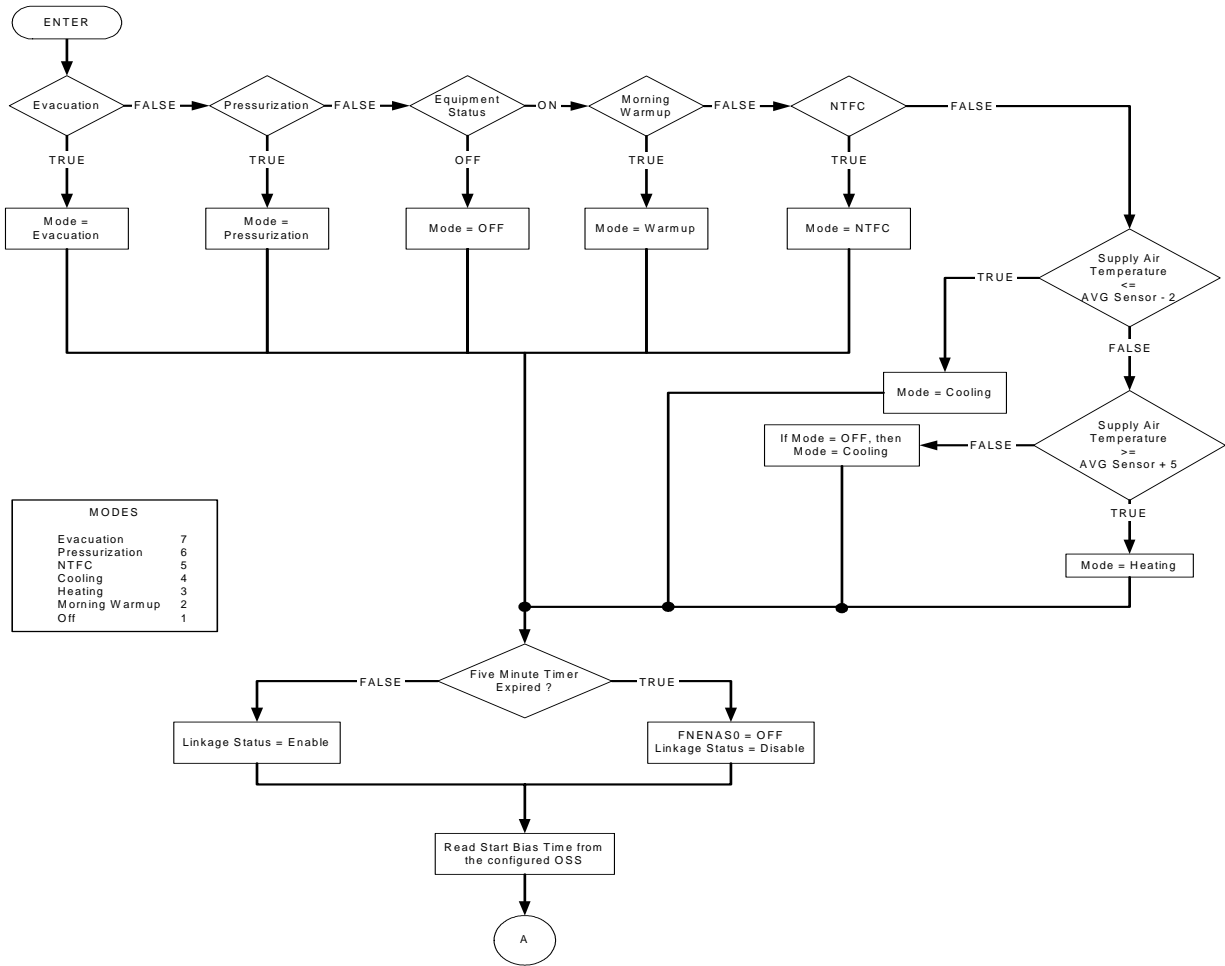 ENTER
Evacuation
FALSE
Pressurization
FALSE
Equipment
Status
ON
Morning
Warmup
FALSE
NTFC
FALSE
TRUE
TRUE
OFF
TRUE
TRUE
Mode =
Evacuation
Mode =
Pressurization
Mode = OFF
Mode = Warmup
Mode = NTFC
Supply Air
Temperature
<=
AVG Sensor - 2
TRUE
FALSE
Mode = Cooling
Supply Air
Temperature
>=
AVG Sensor + 5
FALSE
If Mode = OFF, then
Mode = Cooling
TRUE
Mode = Heating
MODES
Evacuation 7
Pressurization 6
NTFC 5
Cooling 4
Heating 3
Morning Warmup 2
Off 1
Five Minute Timer
Expired ?
FALSE
TRUE
Linkage Status = Enable
FNENAS0 = OFF
Linkage Status = Disable
Read Start Bias Time from
the configured OSS
A